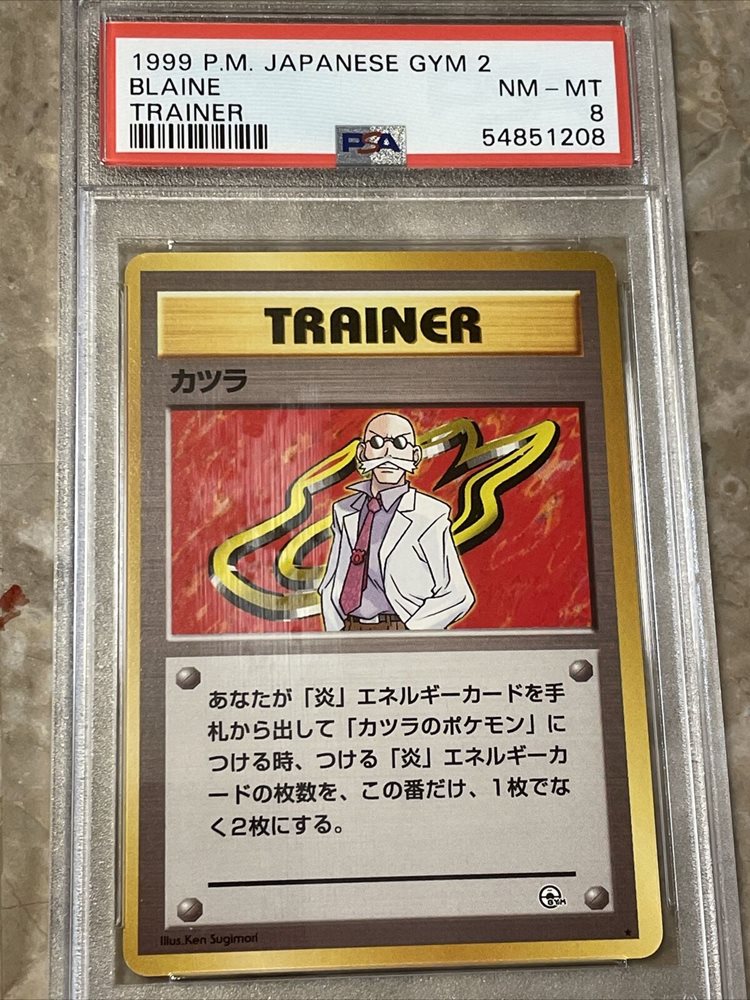 1999 P.M. JAPANESE GYM 2
BLAINE NM - MT
TRAINER 8
PSA 54851208
TRAINER
カツラ
あなたが「炎」エネルギーカードを手
札から出して「カツラのポケモン」に
つける時、つける「炎」エネルギーカ
ードの枚数を、この番だけ、1枚でな
く2枚にする。
GYM
Illus. Ken Sugimori